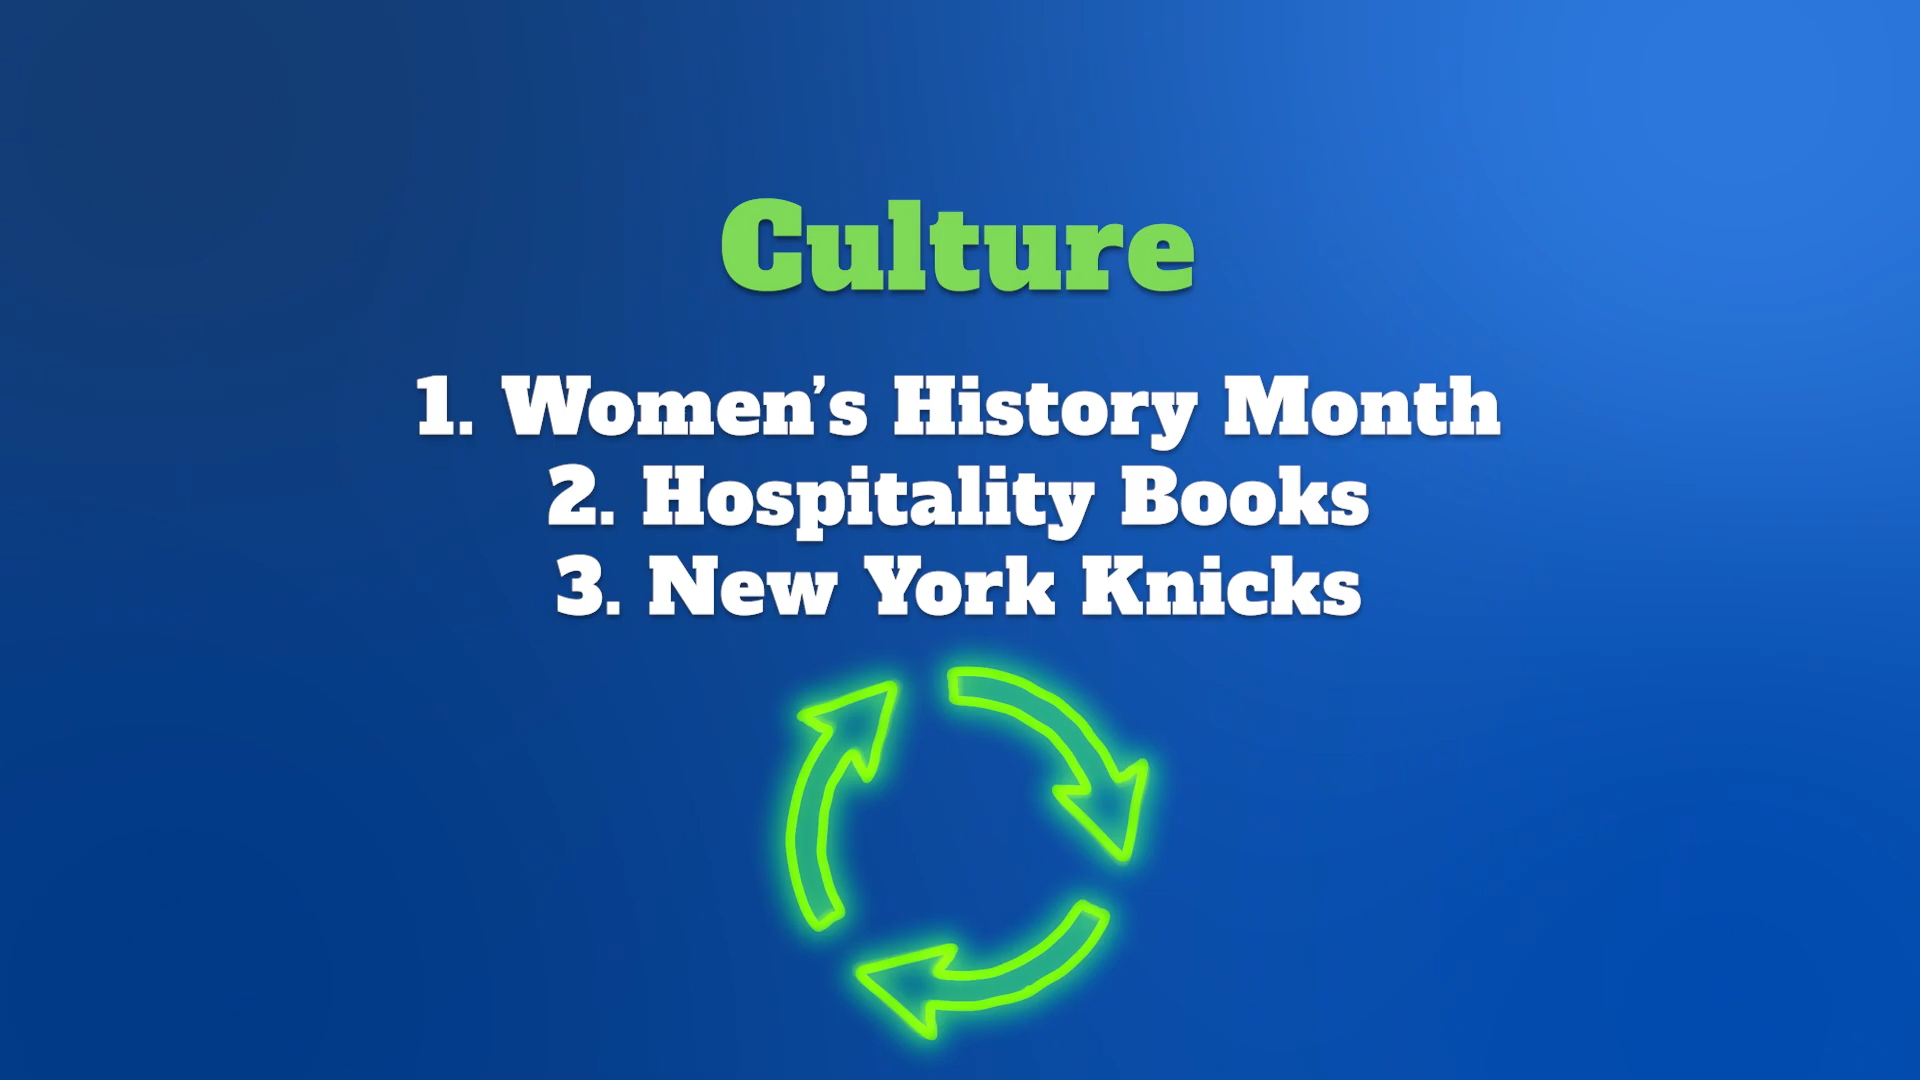 Culture
1. Women’s History Month
2. Hospitality Books
3. New York Knicks